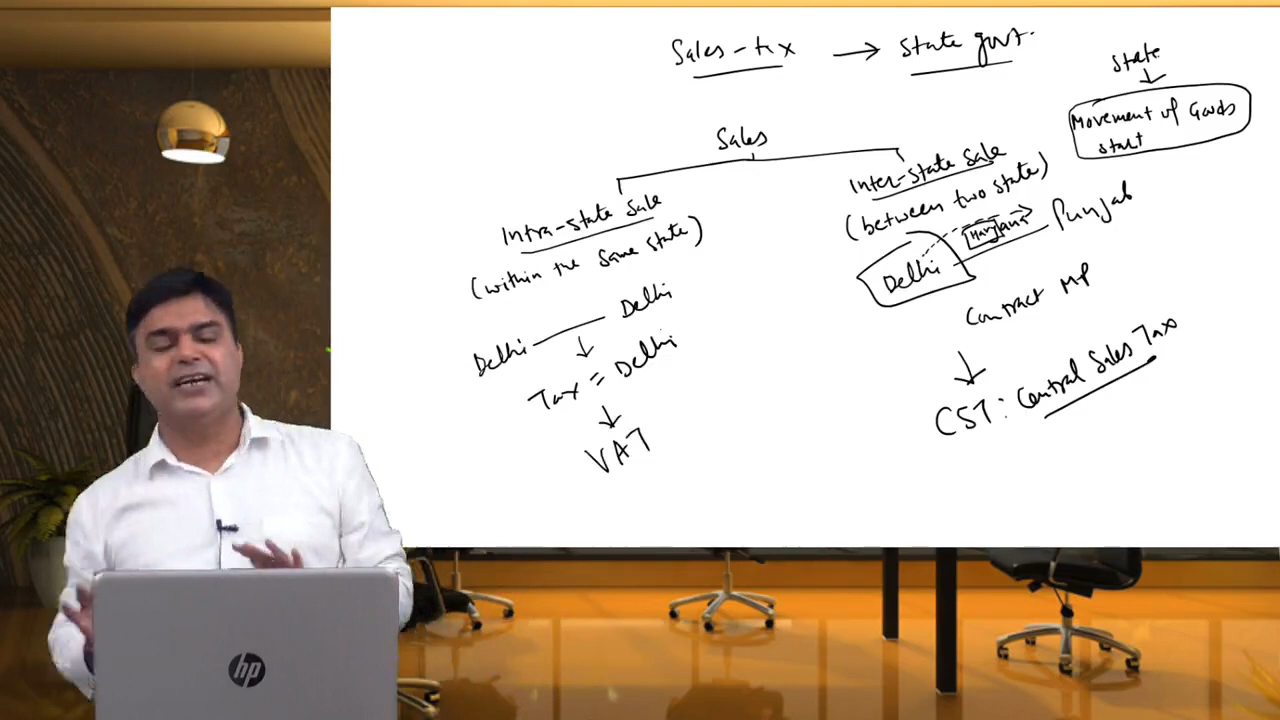 Sales-tax → State govt.
State
↓
Movement of Goods
start
Sales
Intra-state Sale
(within the same state)
Delhi — Delhi
↓
Tax = Delhi
↓
VAT
Inter-state Sale
(between two state)
Delhi — Punjab
Contract MP
↓
CST: Central Sales Tax
hp